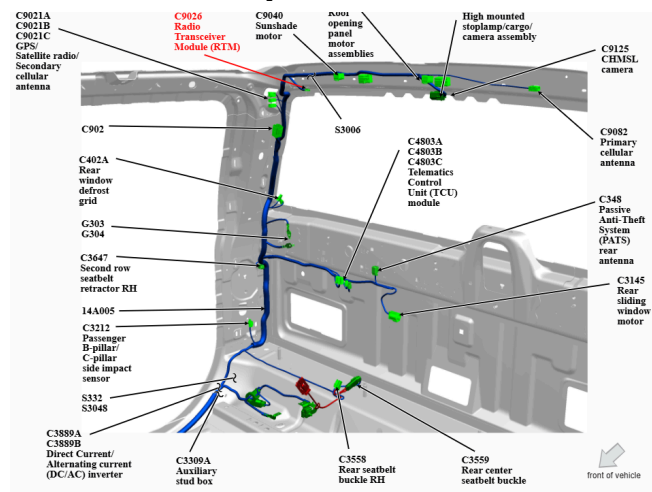 C9021A
C9021B
C9021C
GPS/
Satellite radio/
Secondary
cellular
antenna
C9026
Radio
Transceiver
Module (RTM)
C9040
Sunshade
motor
Roof
opening
panel
motor
assemblies
High mounted
stoplamp/cargo/
camera assembly
C9125
CHMSL
camera
C902
S3006
C9082
Primary
cellular
antenna
C402A
Rear
window
defrost
grid
C4803A
C4803B
C4803C
Telematics
Control
Unit (TCU)
module
C348
Passive
Anti-Theft
System
(PATS)
rear
antenna
G303
G304
C3647
Second row
seatbelt
retractor RH
C3145
Rear
sliding
window
motor
14A005
C3212
Passenger
B-pillar/
C-pillar
side impact
sensor
S332
S3048
C3889A
C3889B
Direct Current/
Alternating current
(DC/AC) inverter
C3309A
Auxiliary
stud box
C3558
Rear seatbelt
buckle RH
C3559
Rear center
seatbelt buckle
front of vehicle